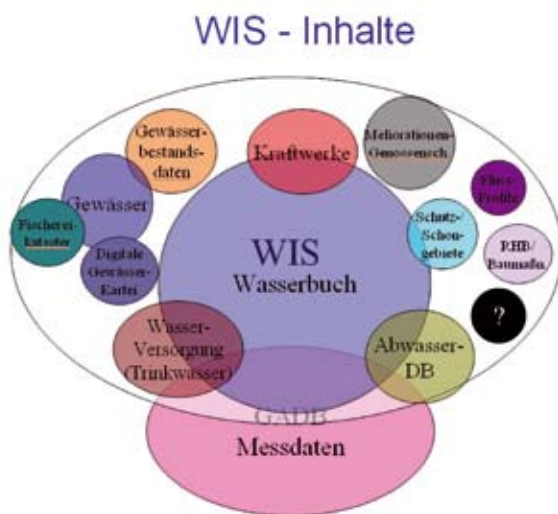 WIS - Inhalte
Gewässer-
bestands-
daten
Kraftwerke
Meliorationen-
Genossensch.
Fluss-
Profile
Gewässer
Fischerei-
kataster
Digitale
Gewässer-
Kartei
Schutz-/
Schon-
gebiete
RHB/
Baumaßn.
WIS
Wasserbuch
?
Wasser-
Versorgung
(Trinkwasser)
Abwasser-
DB
GADB
Messdaten